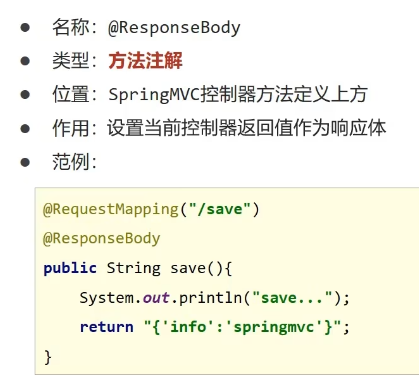 ● 名称：@ResponseBody
● 类型：方法注解
● 位置：SpringMVC控制器方法定义上方
● 作用：设置当前控制器返回值作为响应体
● 范例：
@RequestMapping("/save")
@ResponseBody
public String save(){
    System.out.println("save...");
    return "{'info':'springmvc'}";
}